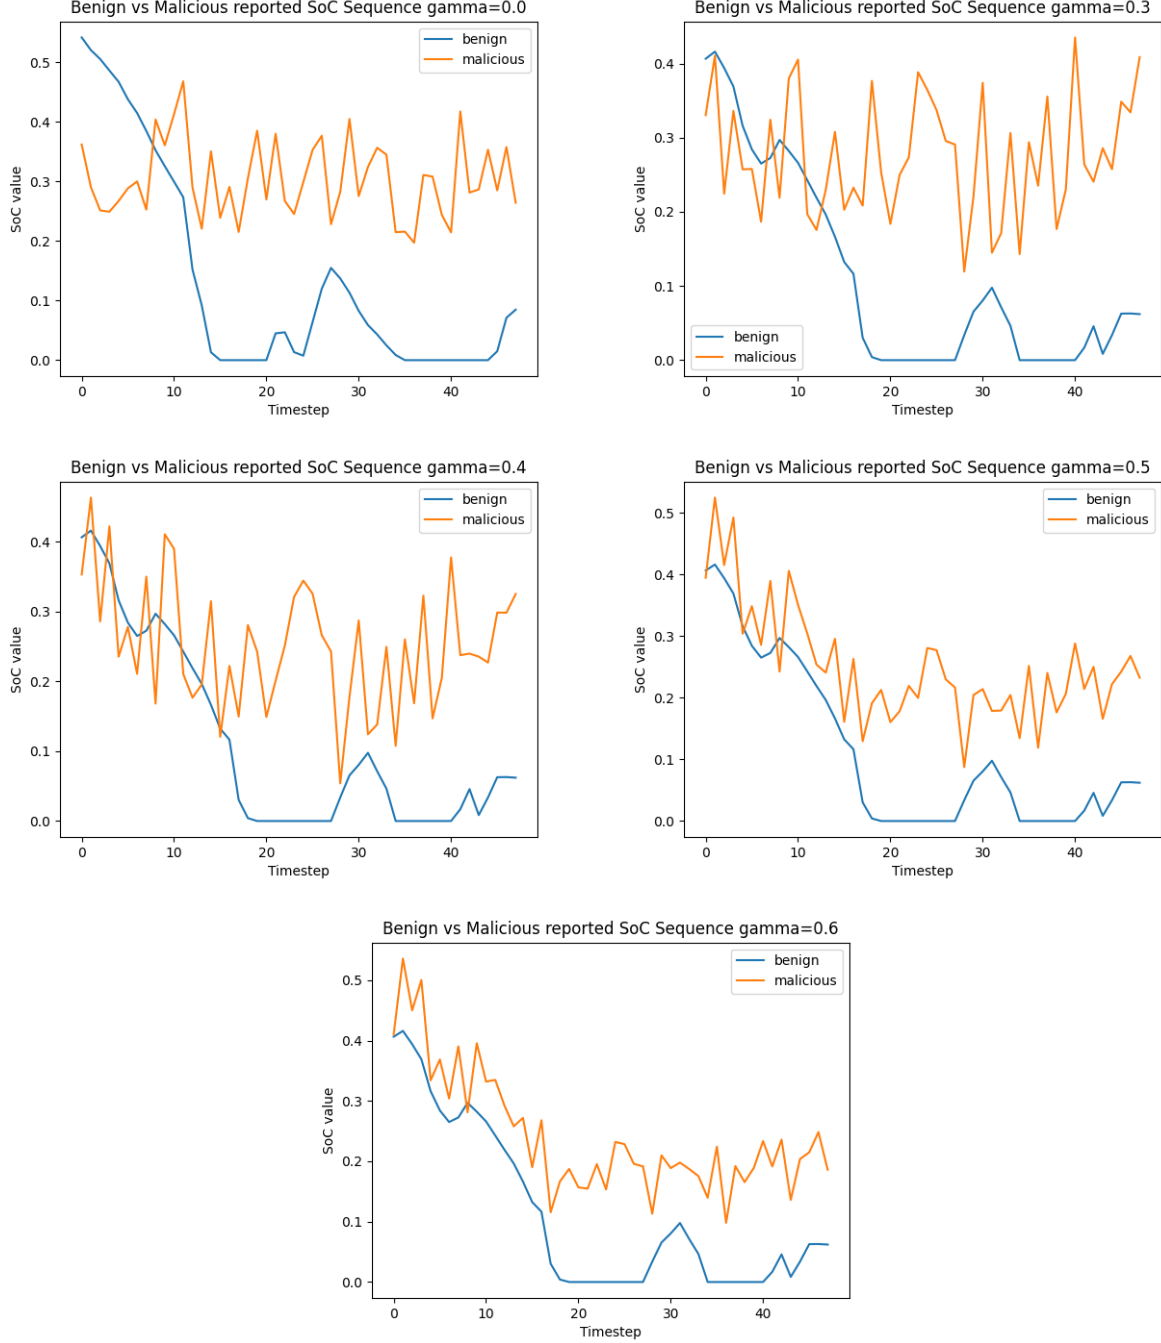 Benign vs Malicious reported SoC Sequence gamma=0.0
benign
malicious
0.5
0.4
0.3
0.2
0.1
0.0
SoC value
0 10 20 30 40
Timestep
Benign vs Malicious reported SoC Sequence gamma=0.3
0.4
0.3
0.2
0.1
0.0
SoC value
benign
malicious
0 10 20 30 40
Timestep
Benign vs Malicious reported SoC Sequence gamma=0.4
benign
malicious
0.4
0.3
0.2
0.1
0.0
SoC value
0 10 20 30 40
Timestep
Benign vs Malicious reported SoC Sequence gamma=0.5
benign
malicious
0.5
0.4
0.3
0.2
0.1
0.0
SoC value
0 10 20 30 40
Timestep
Benign vs Malicious reported SoC Sequence gamma=0.6
benign
malicious
0.5
0.4
0.3
0.2
0.1
0.0
SoC value
0 10 20 30 40
Timestep